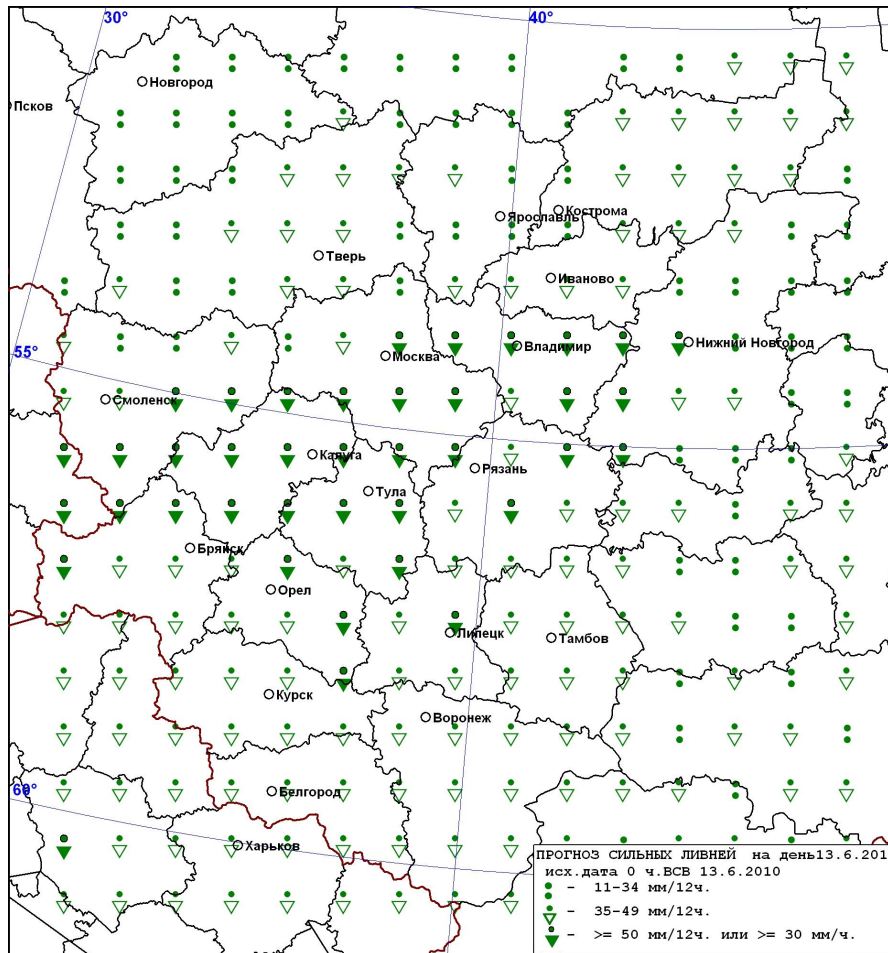 30°
40°
Новгород
Псков
Кострома
Ярославль
Тверь
Иваново
Нижний Новгород
Владимир
55°
Москва
Смоленск
Калуга
Рязань
Тула
Брянск
Орел
Липецк
Тамбов
Курск
Воронеж
60°
Белгород
Харьков
ПРОГНОЗ СИЛЬНЫХ ЛИВНЕЙ на день13.6.201
исх.дата 0 ч.ВСВ 13.6.2010
- 11-34 мм/12ч.
- 35-49 мм/12ч.
- >= 50 мм/12ч. или >= 30 мм/ч.